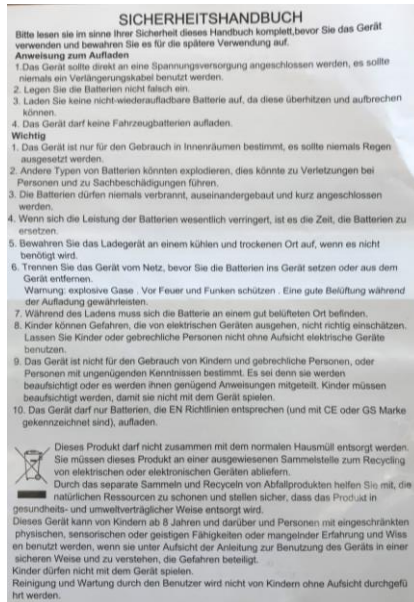 SICHERHEITSHANDBUCH
Bitte lesen sie im sinne Ihrer Sicherheit dieses Handbuch komplett,bevor Sie das Gerät
verwenden und bewahren Sie es für die spätere Verwendung auf.
Anweisung zum Aufladen
1.Das Gerät sollte direkt an eine Spannungsversorgung angeschlossen werden, es sollte
niemals ein Verlängerungskabel benutzt werden.
2. Legen Sie die Batterien nicht falsch ein.
3. Laden Sie keine nicht-wiederaufladbare Batterie auf, da diese überhitzen und aufbrechen
können.
4. Das Gerät darf keine Fahrzeugbatterien aufladen.
Wichtig
1. Das Gerät ist nur für den Gebrauch in Innenräumen bestimmt, es sollte niemals Regen
ausgesetzt werden.
2. Andere Typen von Batterien könnten explodieren, dies könnte zu Verletzungen bei
Personen und zu Sachbeschädigungen führen.
3. Die Batterien dürfen niemals verbrannt, auseinandergebaut und kurz angeschlossen
werden.
4. Wenn sich die Leistung der Batterien wesentlich verringert, ist es die Zeit, die Batterien zu
ersetzen.
5. Bewahren Sie das Ladegerät an einem kühlen und trockenen Ort auf, wenn es nicht
benötigt wird.
6. Trennen Sie das Gerät vom Netz, bevor Sie die Batterien ins Gerät setzen oder aus dem
Gerät entfernen.
Warnung: explosive Gase . Vor Feuer und Funken schützen . Eine gute Belüftung während
der Aufladung gewährleisten.
7. Während des Ladens muss sich die Batterie an einem gut belüfteten Ort befinden.
8. Kinder können Gefahren, die von elektrischen Geräten ausgehen, nicht richtig einschätzen.
Lassen Sie Kinder oder gebrechliche Personen nicht ohne Aufsicht elektrische Geräte
benutzen.
9. Das Gerät ist nicht für den Gebrauch von Kindern und gebrechliche Personen, oder
Personen mit ungenügenden Kenntnissen bestimmt. Es sei denn sie werden
beaufsichtigt oder es werden ihnen genügend Anweisungen mitgeteilt. Kinder müssen
beaufsichtigt werden, damit sie nicht mit dem Gerät spielen.
10. Das Gerät darf nur Batterien, die EN Richtlinien entsprechen (und mit CE oder GS Marke
gekennzeichnet sind), aufladen.
Dieses Produkt darf nicht zusammen mit dem normalen Hausmüll entsorgt werden.
Sie müssen dieses Produkt an einer ausgewiesenen Sammelstelle zum Recycling
von elektrischen oder elektronischen Geräten abliefern.
Durch das separate Sammeln und Recyceln von Abfallprodukten helfen Sie mit, die
natürlichen Ressourcen zu schonen und stellen sicher, dass das Produkt in
gesundheits- und umweltverträglicher Weise entsorgt wird.
Dieses Gerät kann von Kindern ab 8 Jahren und darüber und Personen mit eingeschränkten
physischen, sensorischen oder geistigen Fähigkeiten oder mangelnder Erfahrung und Wiss
en benutzt werden, wenn sie unter Aufsicht der Anleitung zur Benutzung des Geräts in einer
sicheren Weise und zu verstehen, die Gefahren beteiligt.
Kinder dürfen nicht mit dem Gerät spielen.
Reinigung und Wartung durch den Benutzer wird nicht von Kindern ohne Aufsicht durchgefü
hrt werden.